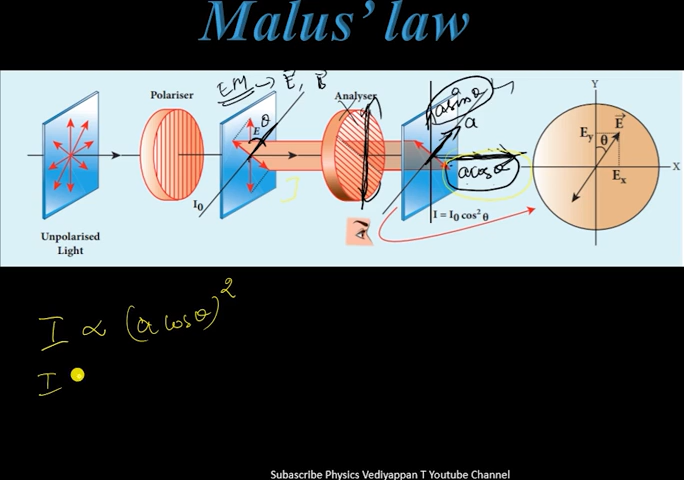 Malus' law
EM → E⃗, B⃗
Polariser
Analyser
a sin θ
a
θ
E
a cos θ
I₀
I = I₀ cos² θ
Unpolarised
Light
Y
E⃗
Eᵧ
θ
Eₓ
X
I ∝ (a cos θ)²
I
Subascribe Physics Vediyappan T Youtube Channel